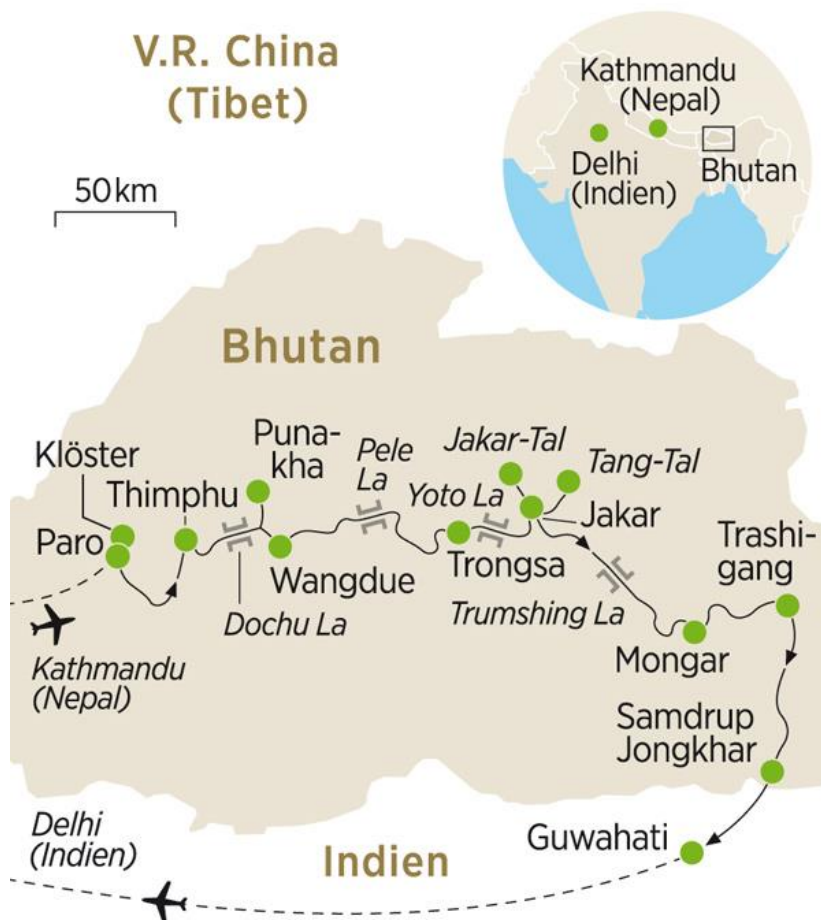 V.R. China
(Tibet)
Kathmandu
(Nepal)
Delhi
(Indien)
Bhutan
50 km
Bhutan
Klöster
Paro
Thimphu
Puna-
kha
Dochu La
Wangdue
Pele
La
Yoto La
Trongsa
Jakar-Tal
Tang-Tal
Jakar
Trumshing La
Trashi-
gang
Mongar
Kathmandu
(Nepal)
Samdrup
Jongkhar
Guwahati
Delhi
(Indien)
Indien